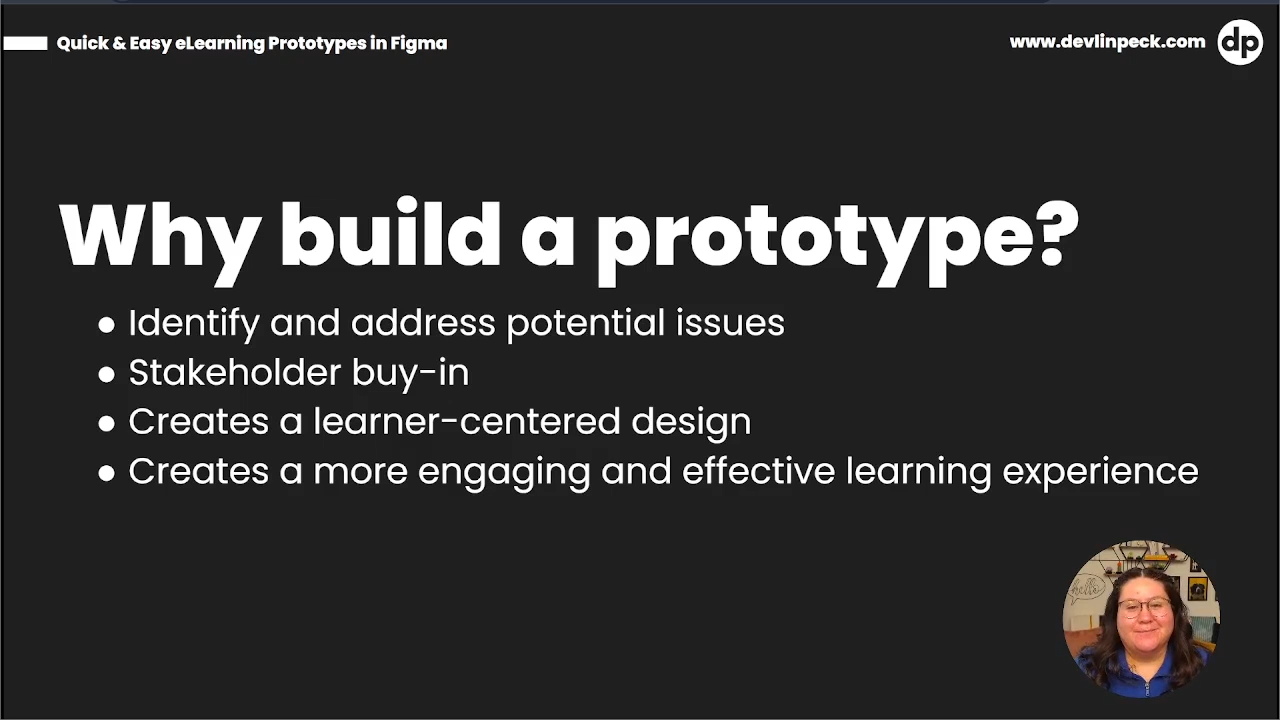 Quick & Easy eLearning Prototypes in Figma
www.devlinpeck.com dp
Why build a prototype?
● Identify and address potential issues
● Stakeholder buy-in
● Creates a learner-centered design
● Creates a more engaging and effective learning experience
hello